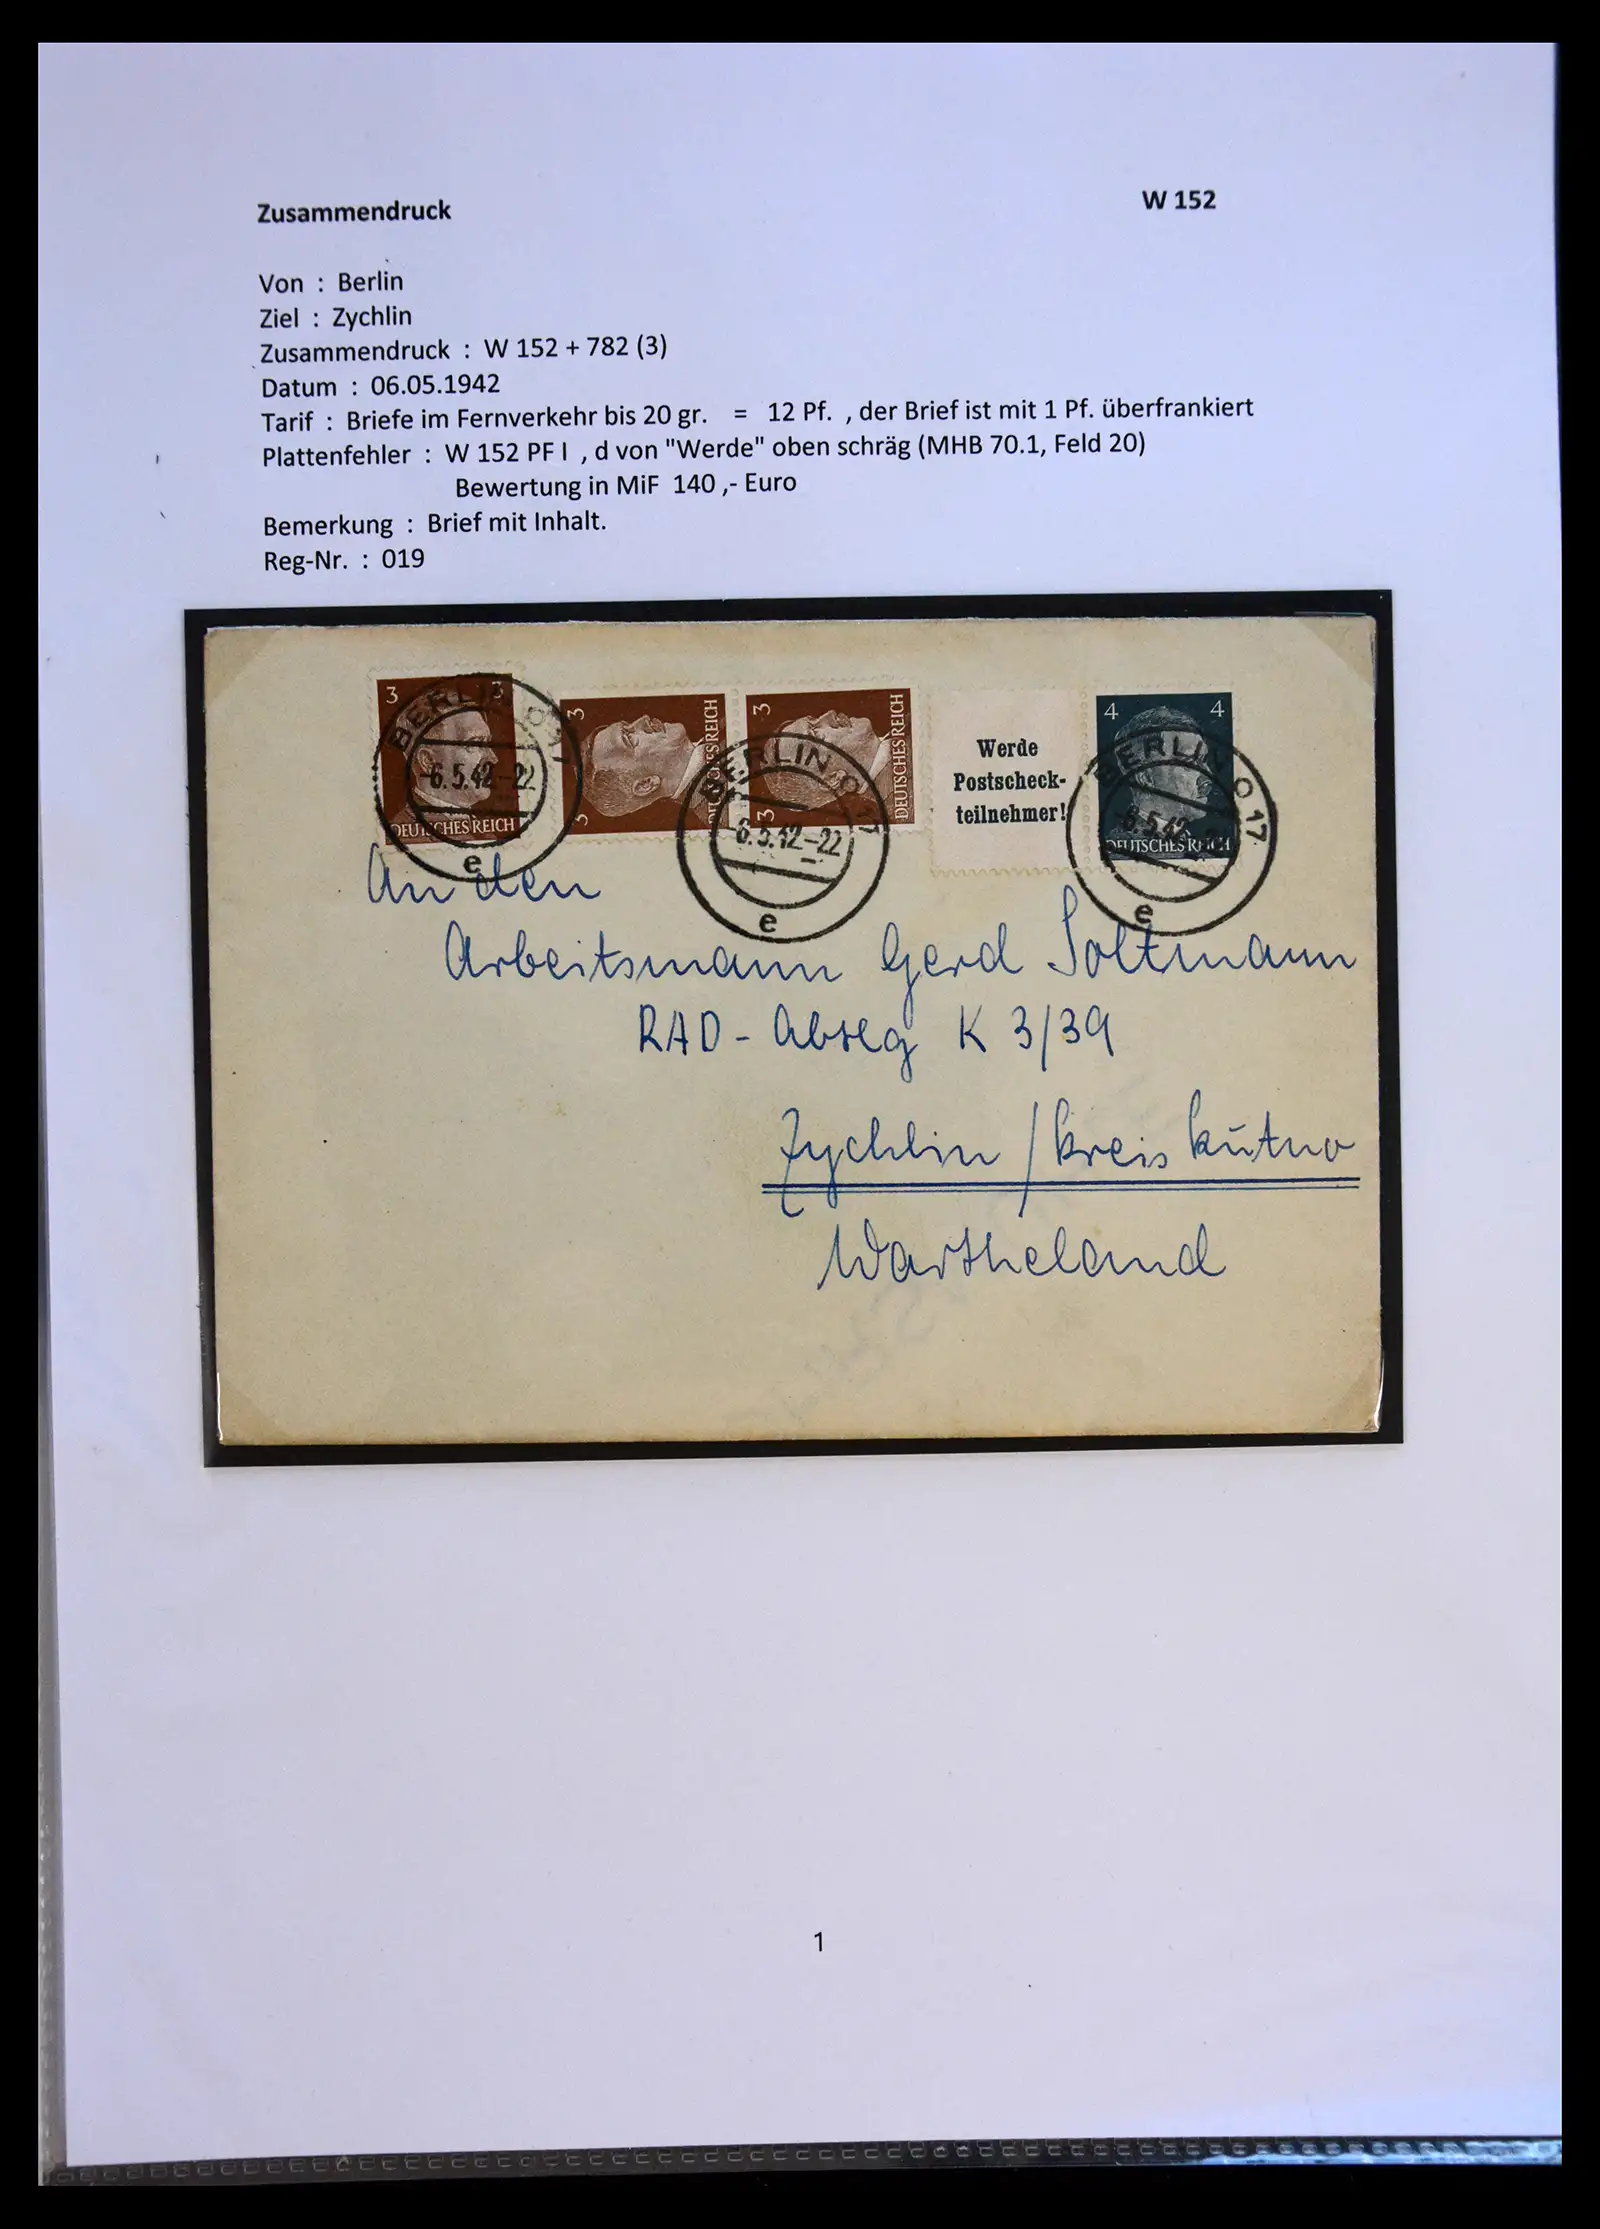 Zusammendruck W 152
Von : Berlin
Ziel : Zychlin
Zusammendruck : W 152 + 782 (3)
Datum : 06.05.1942
Tarif : Briefe im Fernverkehr bis 20 gr. = 12 Pf. , der Brief ist mit 1 Pf. überfrankiert
Plattenfehler : W 152 PF I , d von "Werde" oben schräg (MHB 70.1, Feld 20)
Bewertung in MiF 140 ,- Euro
Bemerkung : Brief mit Inhalt.
Reg-Nr. : 019
3 3
DEUTSCHES REICH
BERLIN O 17
-6.5.42-22
e
3 3
DEUTSCHES REICH
3 3
DEUTSCHES REICH
BERLIN O 17
-6.5.42-22
e
Werde
Postscheck-
teilnehmer!
4 4
DEUTSCHES REICH
BERLIN O 17
-6.5.42
e
An den
Arbeitsmann Gerd Soltmann
RAD - Abtlg K 3/39
Zychlin / Kreis Kutno
Wartheland
1